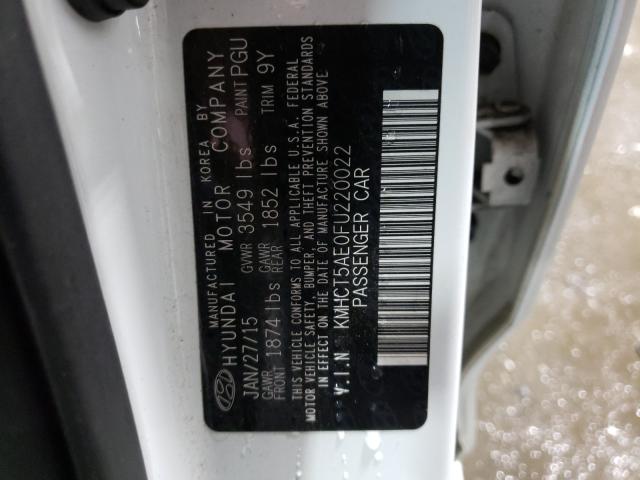 MANUFACTURED IN KOREA BY
HYUNDAI MOTOR COMPANY
JAN/27/15 GVWR 3549 lbs PAINT PGU
GAWR FRONT 1874 lbs GAWR REAR 1852 lbs TRIM 9Y
THIS VEHICLE CONFORMS TO ALL APPLICABLE U.S.A. FEDERAL
MOTOR VEHICLE SAFETY, BUMPER, AND THEFT PREVENTION STANDARDS
IN EFFECT ON THE DATE OF MANUFACTURE SHOWN ABOVE
V.I.N KMHCT5AE0FU220022
PASSENGER CAR